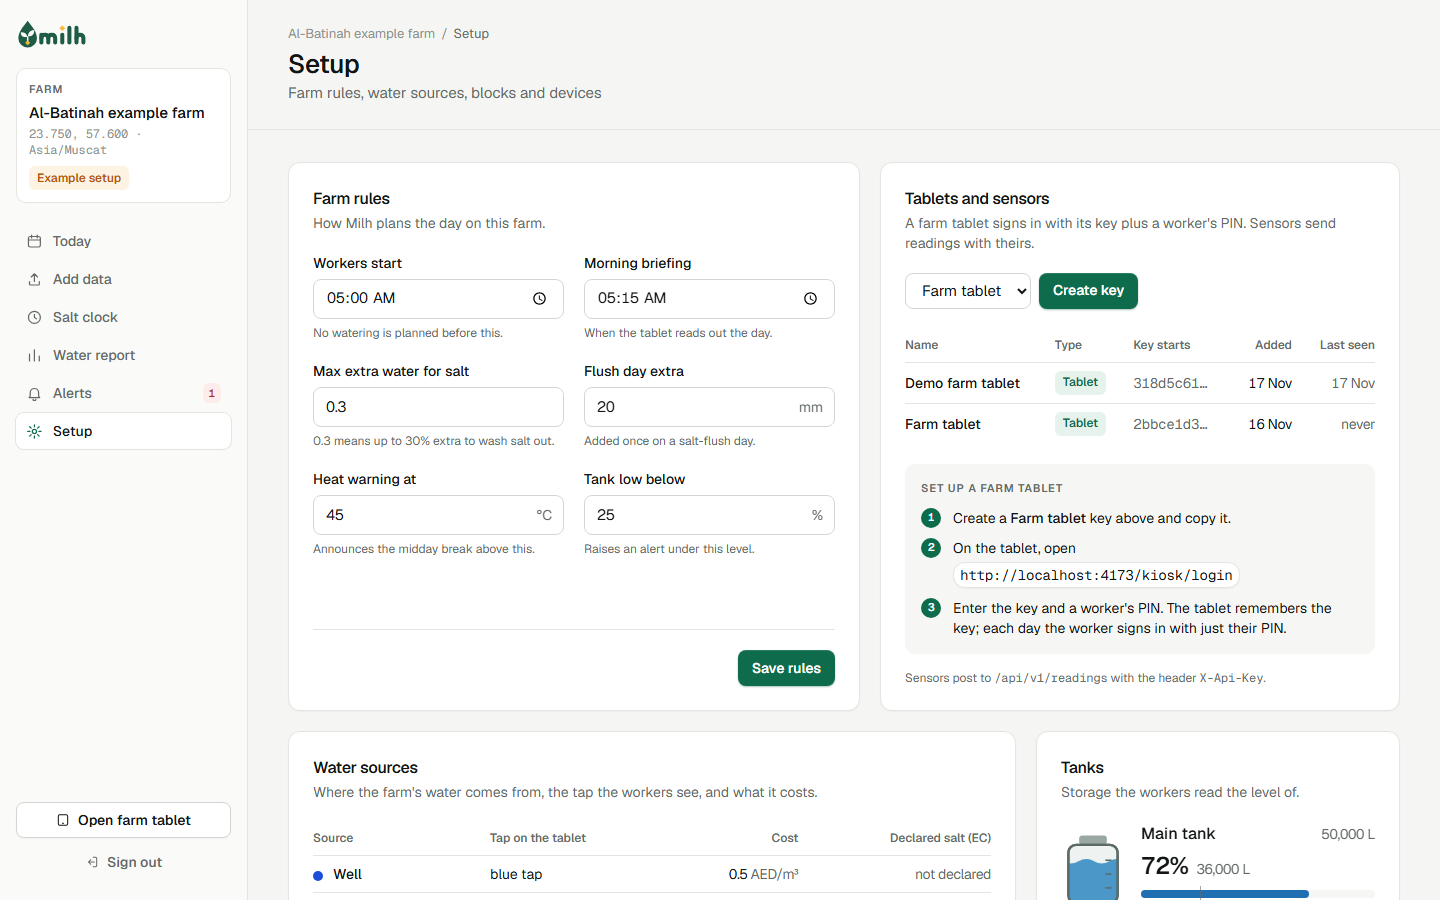 milh
FARM
Al-Batinah example farm
23.750, 57.600 ·
Asia/Muscat
Example setup
Today
Add data
Salt clock
Water report
Alerts 1
Setup
Open farm tablet
Sign out
Al-Batinah example farm / Setup
Setup
Farm rules, water sources, blocks and devices
Farm rules
How Milh plans the day on this farm.
Workers start
05:00 AM
No watering is planned before this.
Morning briefing
05:15 AM
When the tablet reads out the day.
Max extra water for salt
0.3
0.3 means up to 30% extra to wash salt out.
Flush day extra
20 mm
Added once on a salt-flush day.
Heat warning at
45 °C
Announces the midday break above this.
Tank low below
25 %
Raises an alert under this level.
Save rules
Tablets and sensors
A farm tablet signs in with its key plus a worker's PIN. Sensors send
readings with theirs.
Farm tablet
Create key
Name Type Key starts Added Last seen
Demo farm tablet Tablet 318d5c61… 17 Nov 17 Nov
Farm tablet Tablet 2bbce1d3… 16 Nov never
SET UP A FARM TABLET
1 Create a Farm tablet key above and copy it.
2 On the tablet, open
http://localhost:4173/kiosk/login
3 Enter the key and a worker's PIN. The tablet remembers the
key; each day the worker signs in with just their PIN.
Sensors post to /api/v1/readings with the header X-Api-Key.
Water sources
Where the farm's water comes from, the tap the workers see, and what it costs.
Source Tap on the tablet Cost Declared salt (EC)
Well blue tap 0.5 AED/m³ not declared
Tanks
Storage the workers read the level of.
Main tank 50,000 L
72% 36,000 L